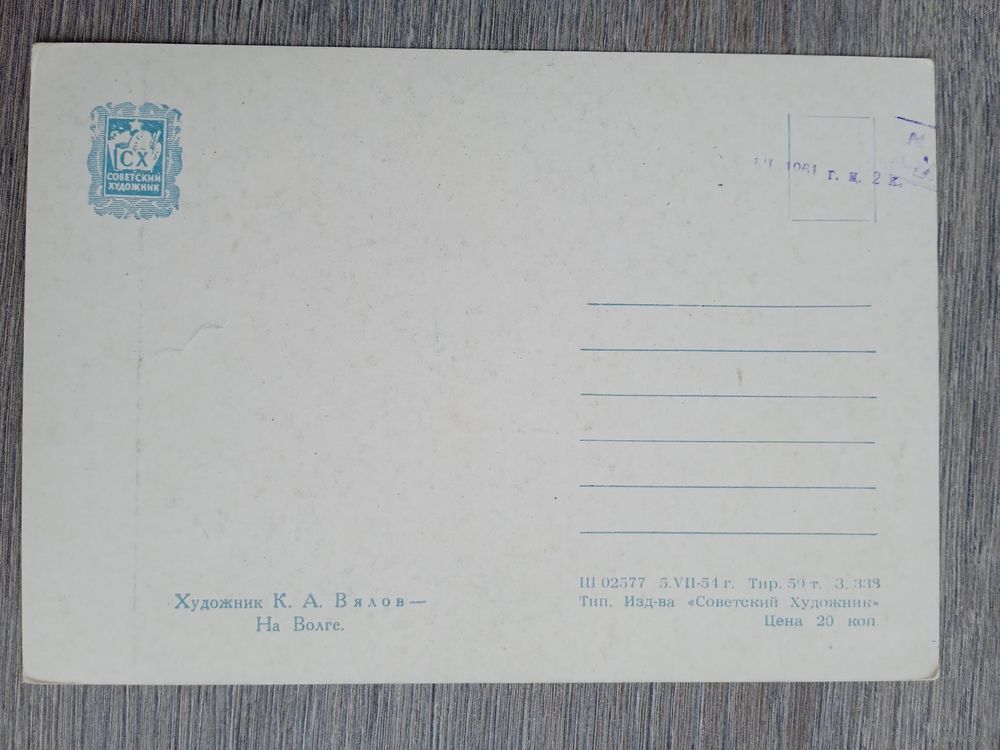 СХ
СОВЕТСКИЙ
ХУДОЖНИК
1961 г. ц. 2 к.
Художник К. А. Вялов—
На Волге.
Ш 02577 5.VII-54 г. Тир. 50 т. З. 338
Тип. Изд-ва «Советский Художник»
Цена 20 коп.